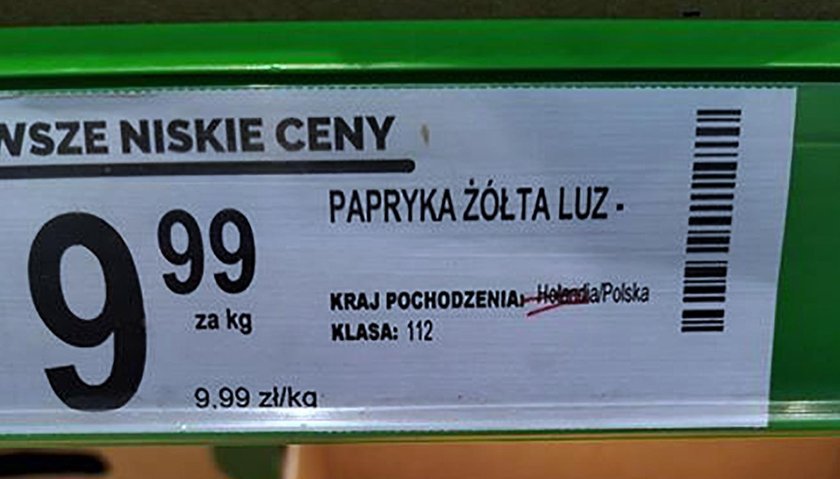 WSZE NISKIE CENY
9 99
za kg
9.99 zł/kg
PAPRYKA ŻÓŁTA LUZ -
KRAJ POCHODZENIA: Holandia/Polska
KLASA: 112